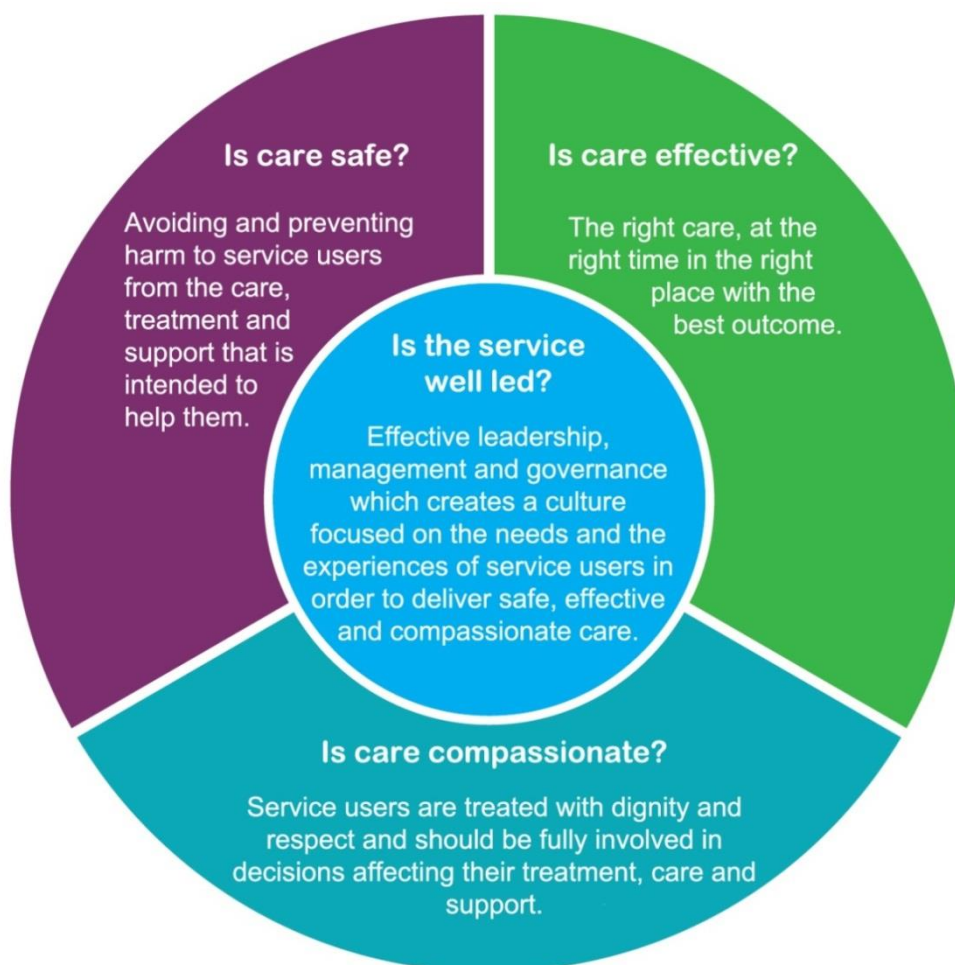 Is care safe?
Avoiding and preventing
harm to service users
from the care,
treatment and
support that is
intended to
help them.
Is care effective?
The right care, at the
right time in the right
place with the
best outcome.
Is the service
well led?
Effective leadership,
management and governance
which creates a culture
focused on the needs and the
experiences of service users in
order to deliver safe, effective
and compassionate care.
Is care compassionate?
Service users are treated with dignity and
respect and should be fully involved in
decisions affecting their treatment, care and
support.